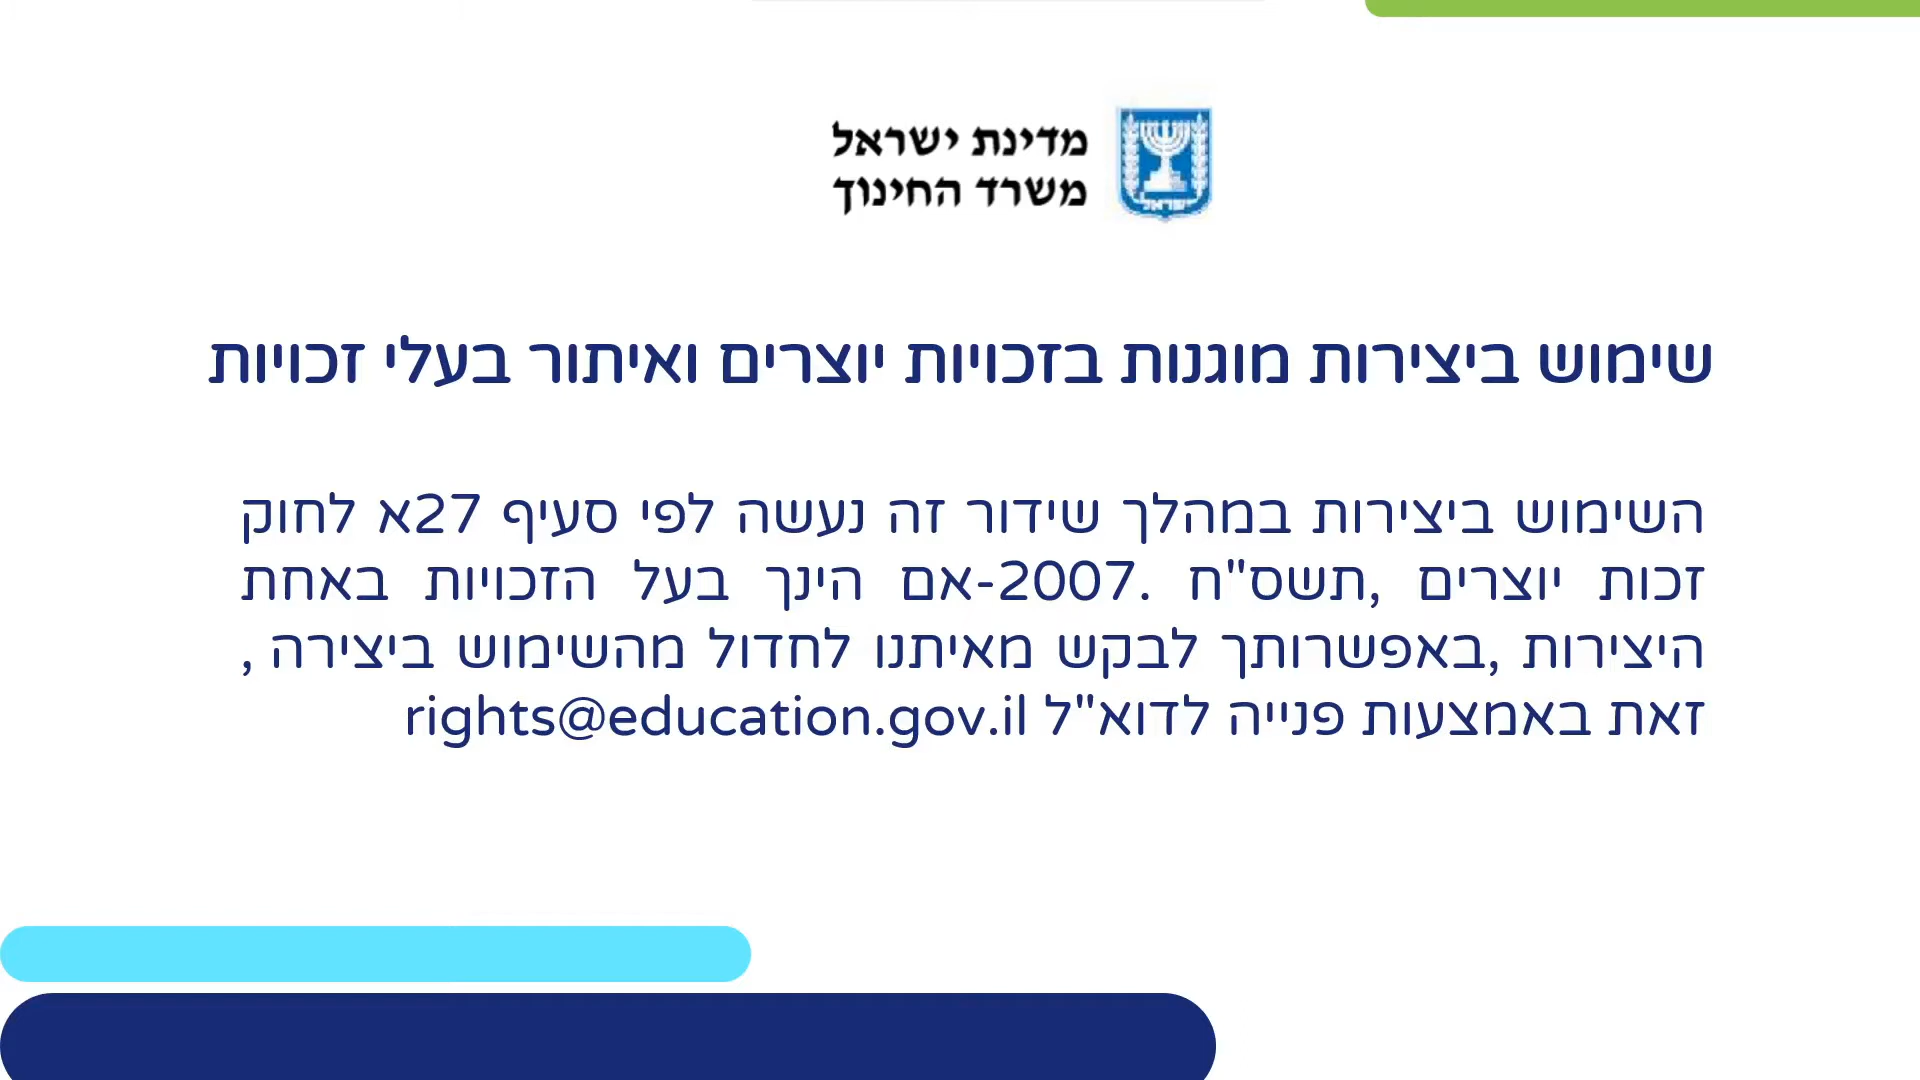 מדינת ישראל
משרד החינוך
ישראל
שימוש ביצירות מוגנות בזכויות יוצרים ואיתור בעלי זכויות
השימוש ביצירות במהלך שידור זה נעשה לפי סעיף 27א לחוק
זכות יוצרים ,תשס"ח .2007-אם הינך בעל הזכויות באחת
היצירות ,באפשרותך לבקש מאיתנו לחדול מהשימוש ביצירה ,
זאת באמצעות פנייה לדוא"ל rights@education.gov.il